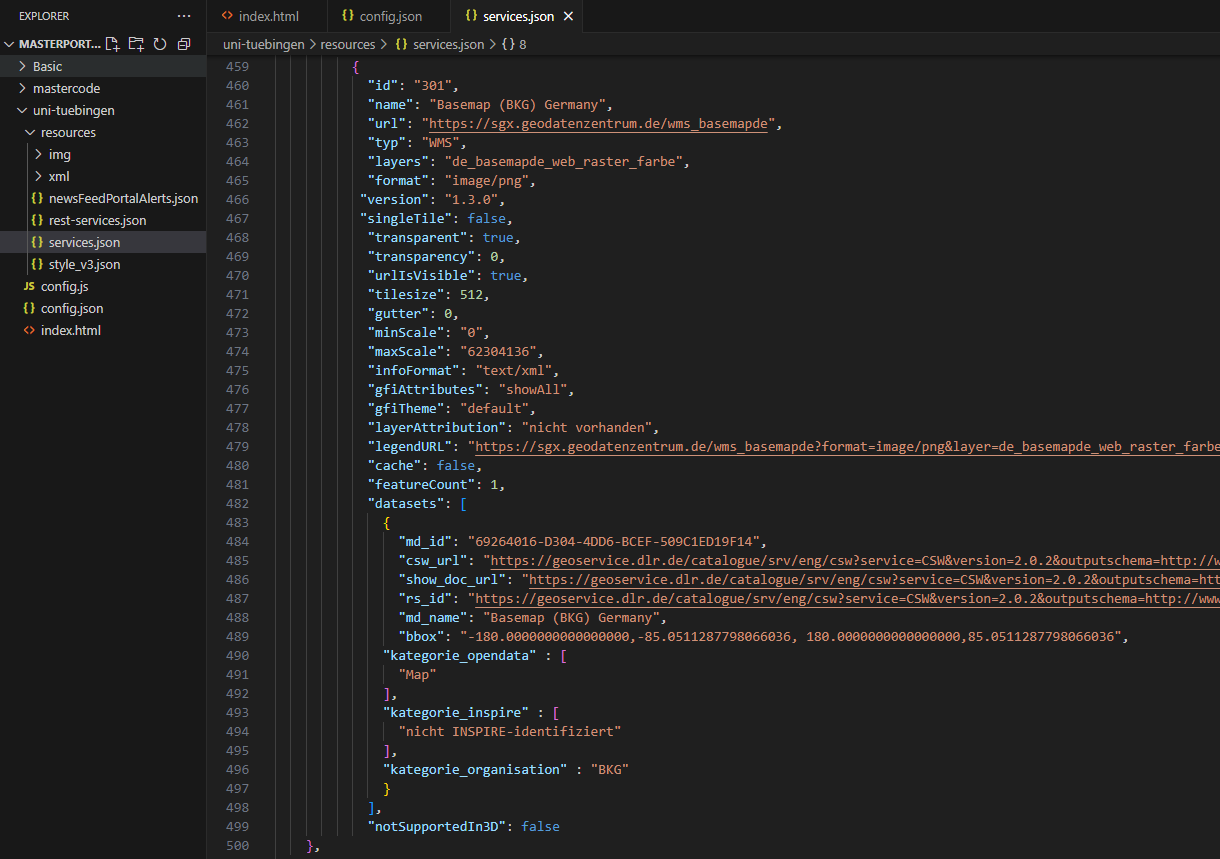 EXPLORER
···
index.html
{} config.json
{} services.json ×
MASTERPORT...
uni-tuebingen > resources > {} services.json > {} 8
Basic
mastercode
uni-tuebingen
resources
img
xml
{} newsFeedPortalAlerts.json
{} rest-services.json
{} services.json
{} style_v3.json
JS config.js
{} config.json
<> index.html
459 {
460 "id": "301",
461 "name": "Basemap (BKG) Germany",
462 "url": "https://sgx.geodatenzentrum.de/wms_basemapde",
463 "typ": "WMS",
464 "layers": "de_basemapde_web_raster_farbe",
465 "format": "image/png",
466 "version": "1.3.0",
467 "singleTile": false,
468 "transparent": true,
469 "transparency": 0,
470 "urlIsVisible": true,
471 "tilesize": 512,
472 "gutter": 0,
473 "minScale": "0",
474 "maxScale": "62304136",
475 "infoFormat": "text/xml",
476 "gfiAttributes": "showAll",
477 "gfiTheme": "default",
478 "layerAttribution": "nicht vorhanden",
479 "legendURL": "https://sgx.geodatenzentrum.de/wms_basemapde?format=image/png&layer=de_basemapde_web_raster_farbe
480 "cache": false,
481 "featureCount": 1,
482 "datasets": [
483 {
484 "md_id": "69264016-D304-4DD6-BCEF-509C1ED19F14",
485 "csw_url": "https://geoservice.dlr.de/catalogue/srv/eng/csw?service=CSW&version=2.0.2&outputschema=http://w
486 "show_doc_url": "https://geoservice.dlr.de/catalogue/srv/eng/csw?service=CSW&version=2.0.2&outputschema=htt
487 "rs_id": "https://geoservice.dlr.de/catalogue/srv/eng/csw?service=CSW&version=2.0.2&outputschema=http://www
488 "md_name": "Basemap (BKG) Germany",
489 "bbox": "-180.0000000000000000,-85.0511287798066036, 180.0000000000000000,85.0511287798066036",
490 "kategorie_opendata" : [
491 "Map"
492 ],
493 "kategorie_inspire" : [
494 "nicht INSPIRE-identifiziert"
495 ],
496 "kategorie_organisation" : "BKG"
497 }
498 ],
499 "notSupportedIn3D": false
500 },